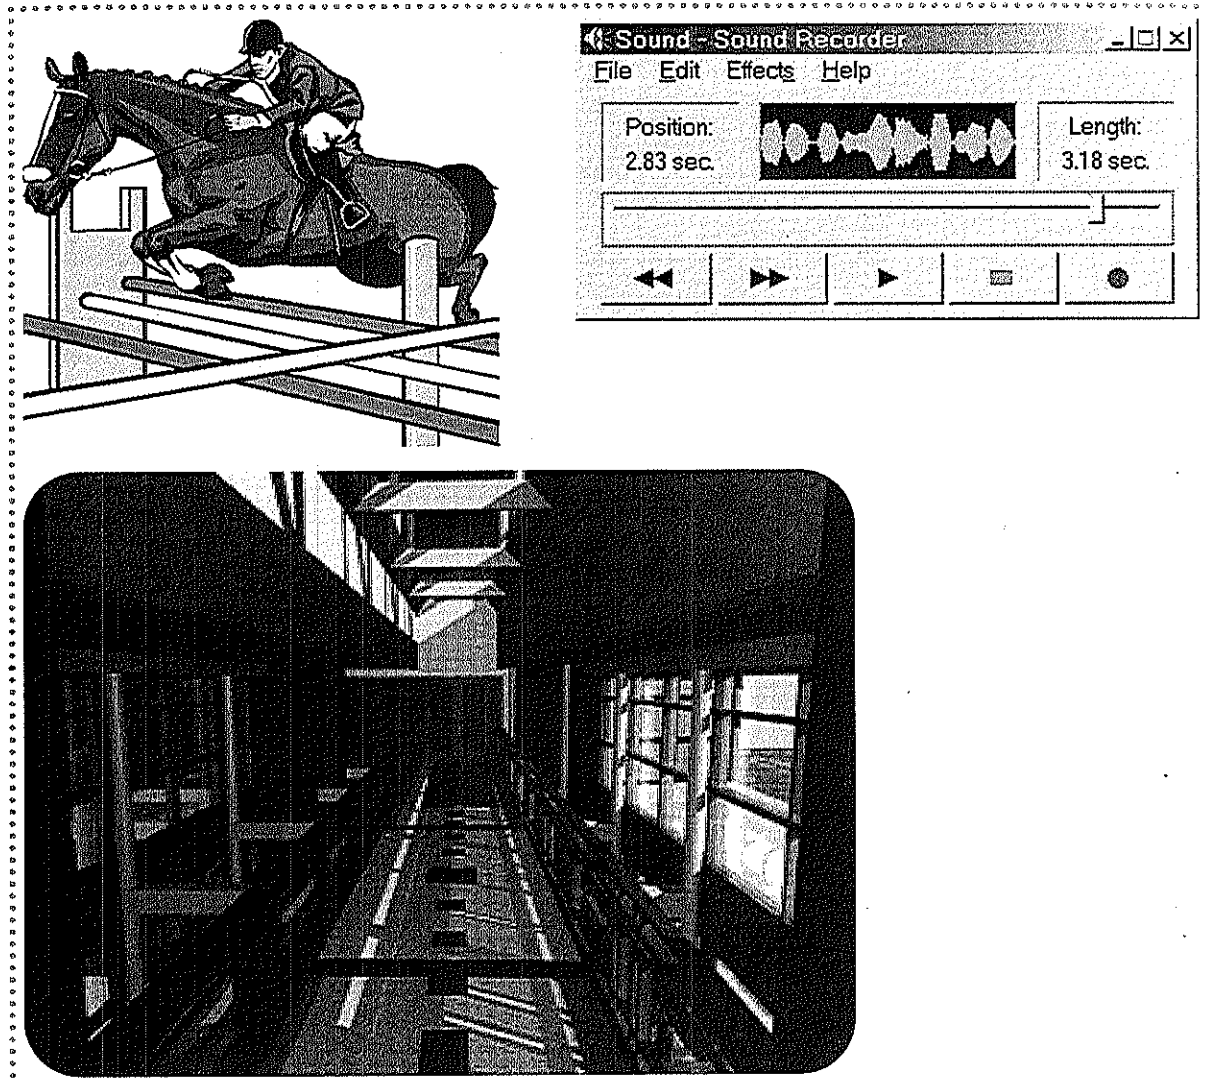 Sound - Sound Recorder
File Edit Effects Help
Position:
2.83 sec.
Length:
3.18 sec.